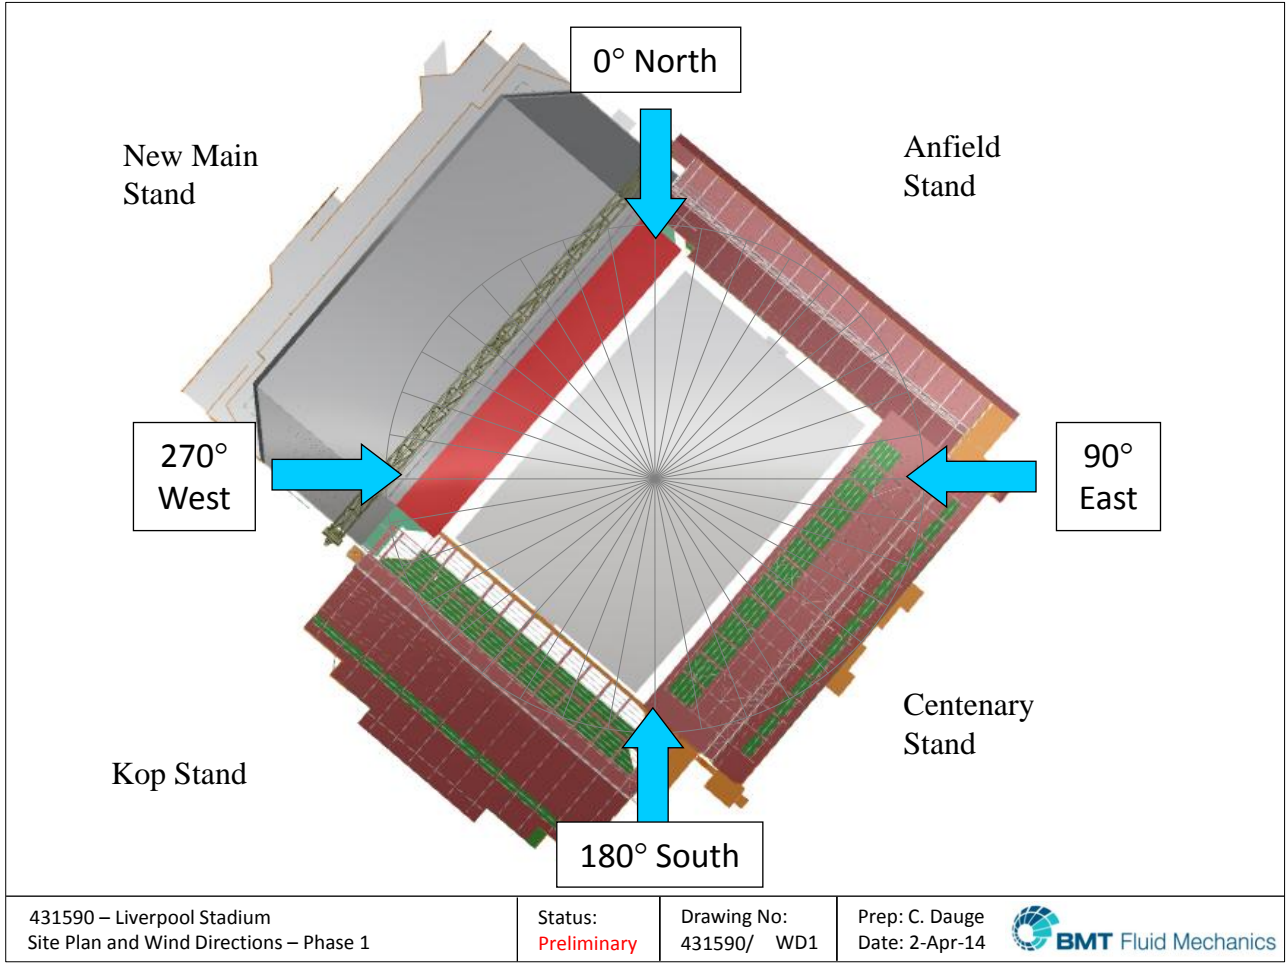 0° North
New Main
Stand
Anfield
Stand
270°
West
90°
East
Centenary
Stand
Kop Stand
180° South
431590 – Liverpool Stadium
Site Plan and Wind Directions – Phase 1
Status:
Preliminary
Drawing No:
431590/ WD1
Prep: C. Dauge
Date: 2-Apr-14
BMT Fluid Mechanics